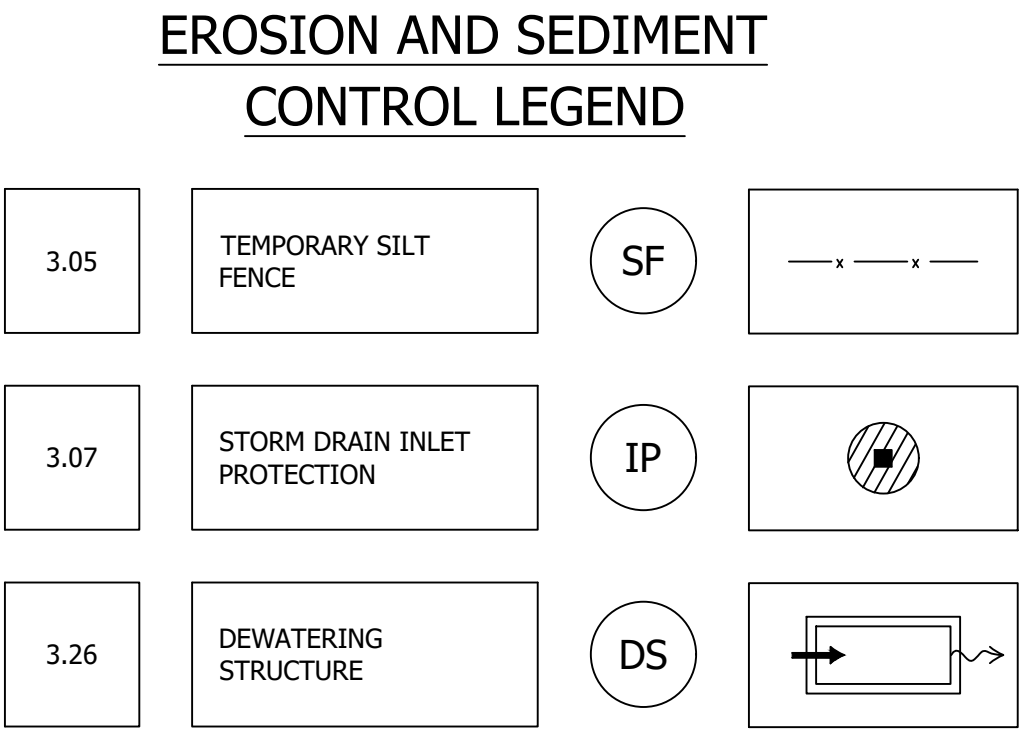 EROSION AND SEDIMENT
CONTROL LEGEND
3.05
TEMPORARY SILT
FENCE
SF
x x
3.07
STORM DRAIN INLET
PROTECTION
IP
3.26
DEWATERING
STRUCTURE
DS